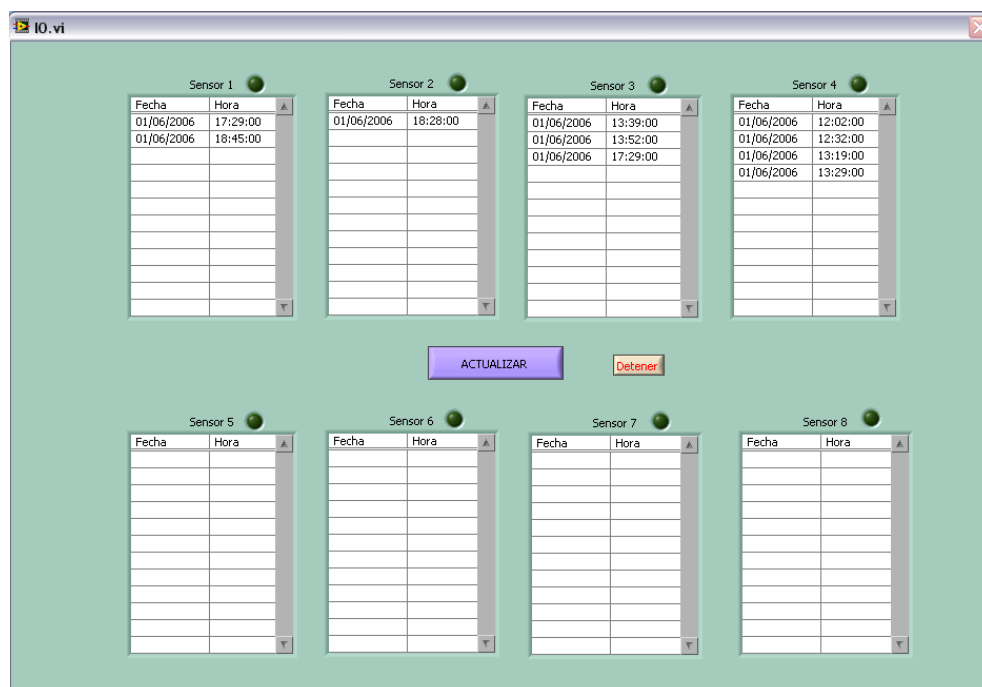 IO.vi
Sensor 1
Fecha Hora
01/06/2006 17:29:00
01/06/2006 18:45:00
Sensor 2
Fecha Hora
01/06/2006 18:28:00
Sensor 3
Fecha Hora
01/06/2006 13:39:00
01/06/2006 13:52:00
01/06/2006 17:29:00
Sensor 4
Fecha Hora
01/06/2006 12:02:00
01/06/2006 12:32:00
01/06/2006 13:19:00
01/06/2006 13:29:00
ACTUALIZAR
Detener
Sensor 5
Fecha Hora
Sensor 6
Fecha Hora
Sensor 7
Fecha Hora
Sensor 8
Fecha Hora